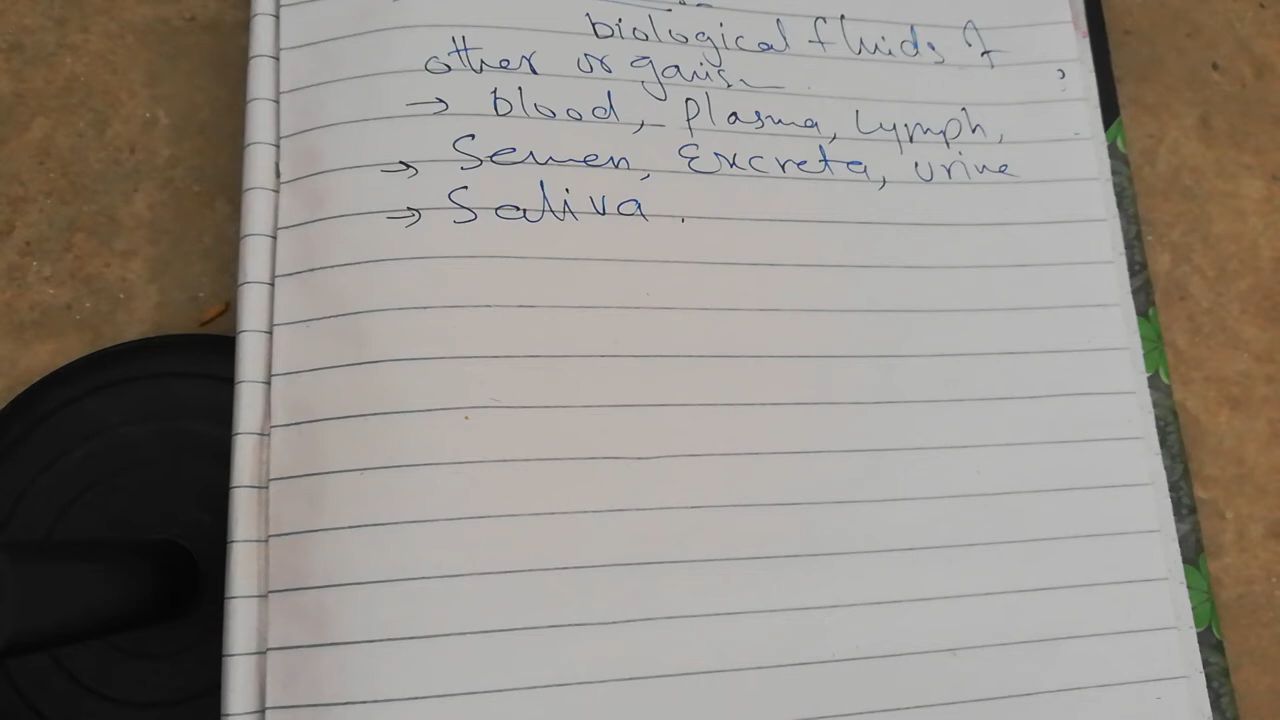 biological fluids of
other organism
→ blood, plasma, Lymph,
→ Semen, Excreta, urine
→ Saliva.